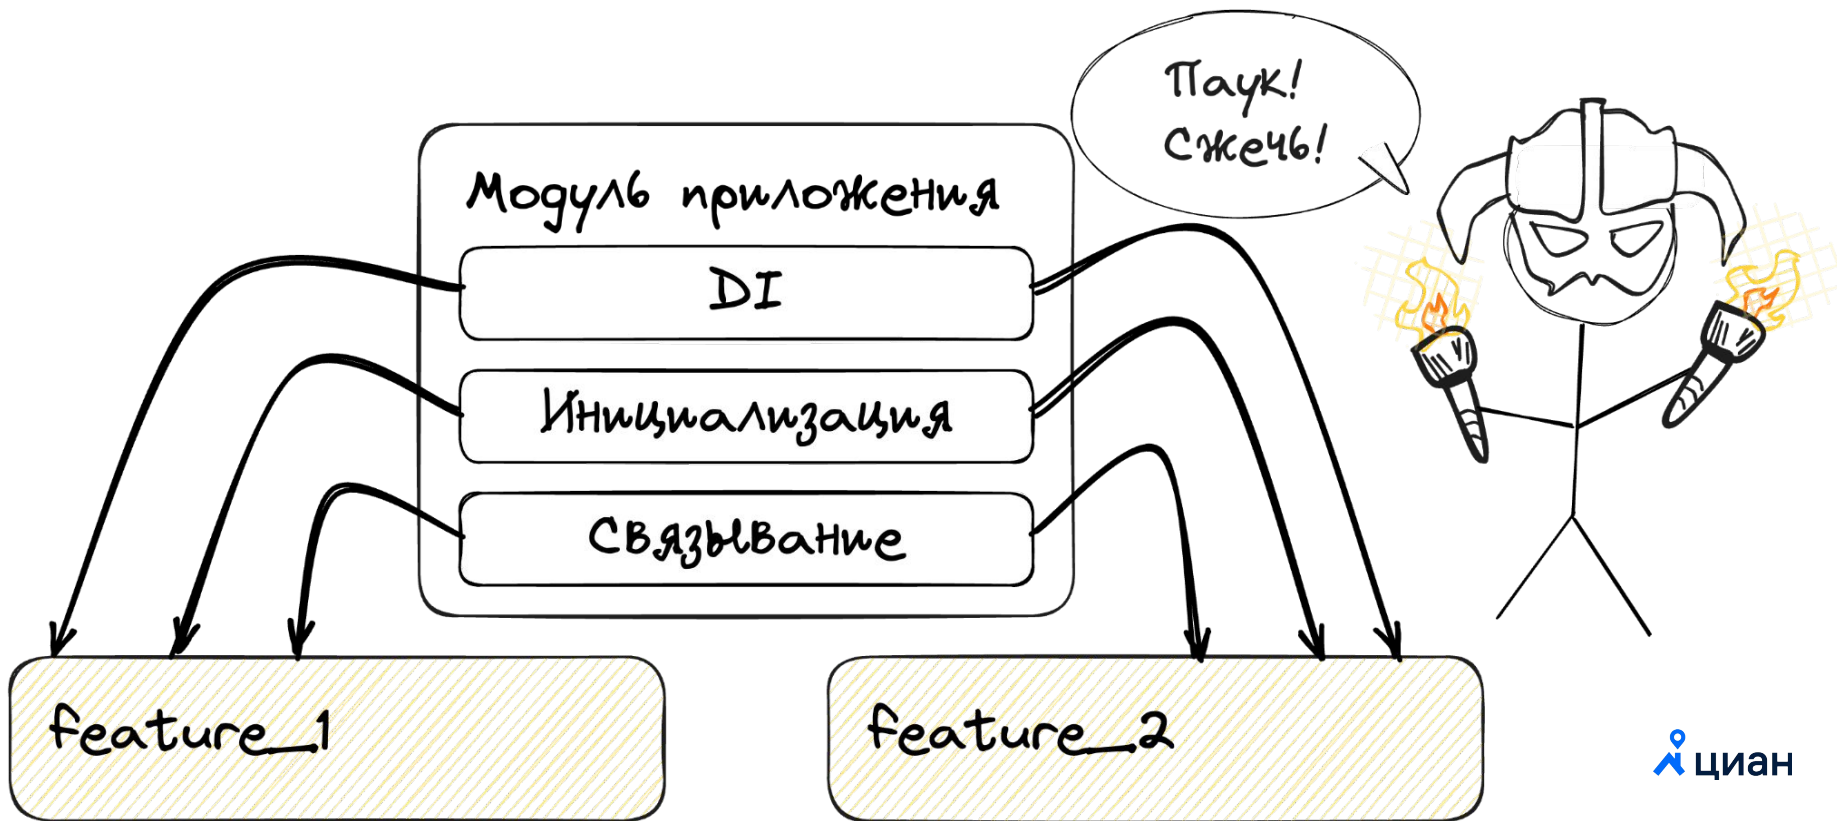 Паук!
Сжечь!
Модуль приложения
DI
Инициализация
Связывание
feature_1
feature_2
циан